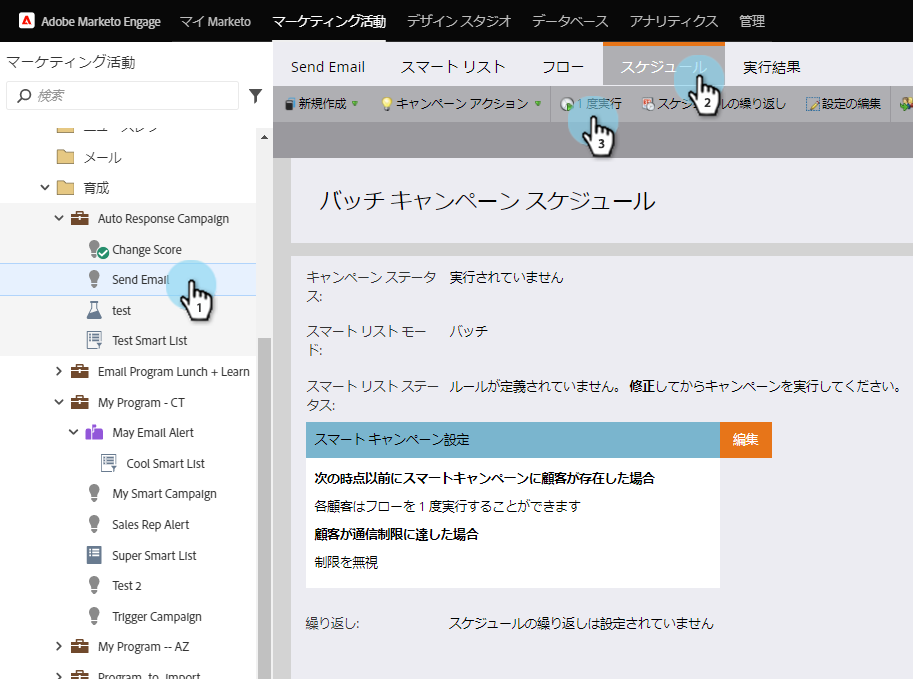 Adobe Marketo Engage マイ Marketo マーケティング活動 デザインスタジオ データベース アナリティクス 管理
マーケティング活動
検索
ニュースレター
メール
育成
Auto Response Campaign
Change Score
Send Email
1
test
Test Smart List
Email Program Lunch + Learn
My Program - CT
May Email Alert
Cool Smart List
My Smart Campaign
Sales Rep Alert
Super Smart List
Test 2
Trigger Campaign
My Program -- AZ
Program_to_import
Send Email スマート リスト フロー スケジュール 実行結果
2
新規作成 キャンペーン アクション 1 度実行 スケジュールの繰り返し 設定の編集
3
バッチ キャンペーン スケジュール
キャンペーン ステータ 実行されていません
ス:
スマート リスト モー バッチ
ド:
スマート リスト ステー ルールが定義されていません。 修正してからキャンペーンを実行してください。
タス:
スマート キャンペーン設定 編集
次の時点以前にスマートキャンペーンに顧客が存在した場合
各顧客はフローを 1 度実行することができます
顧客が通信制限に達した場合
制限を無視
繰り返し: スケジュールの繰り返しは設定されていません